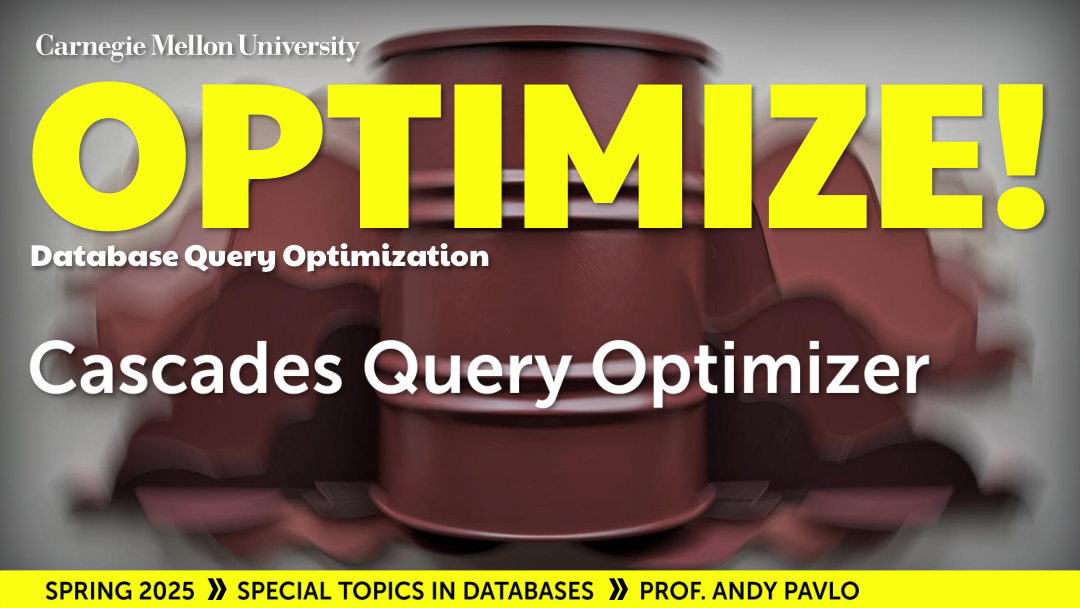 Carnegie Mellon University
OPTIMIZE!
Database Query Optimization
Cascades Query Optimizer
SPRING 2025 » SPECIAL TOPICS IN DATABASES » PROF. ANDY PAVLO